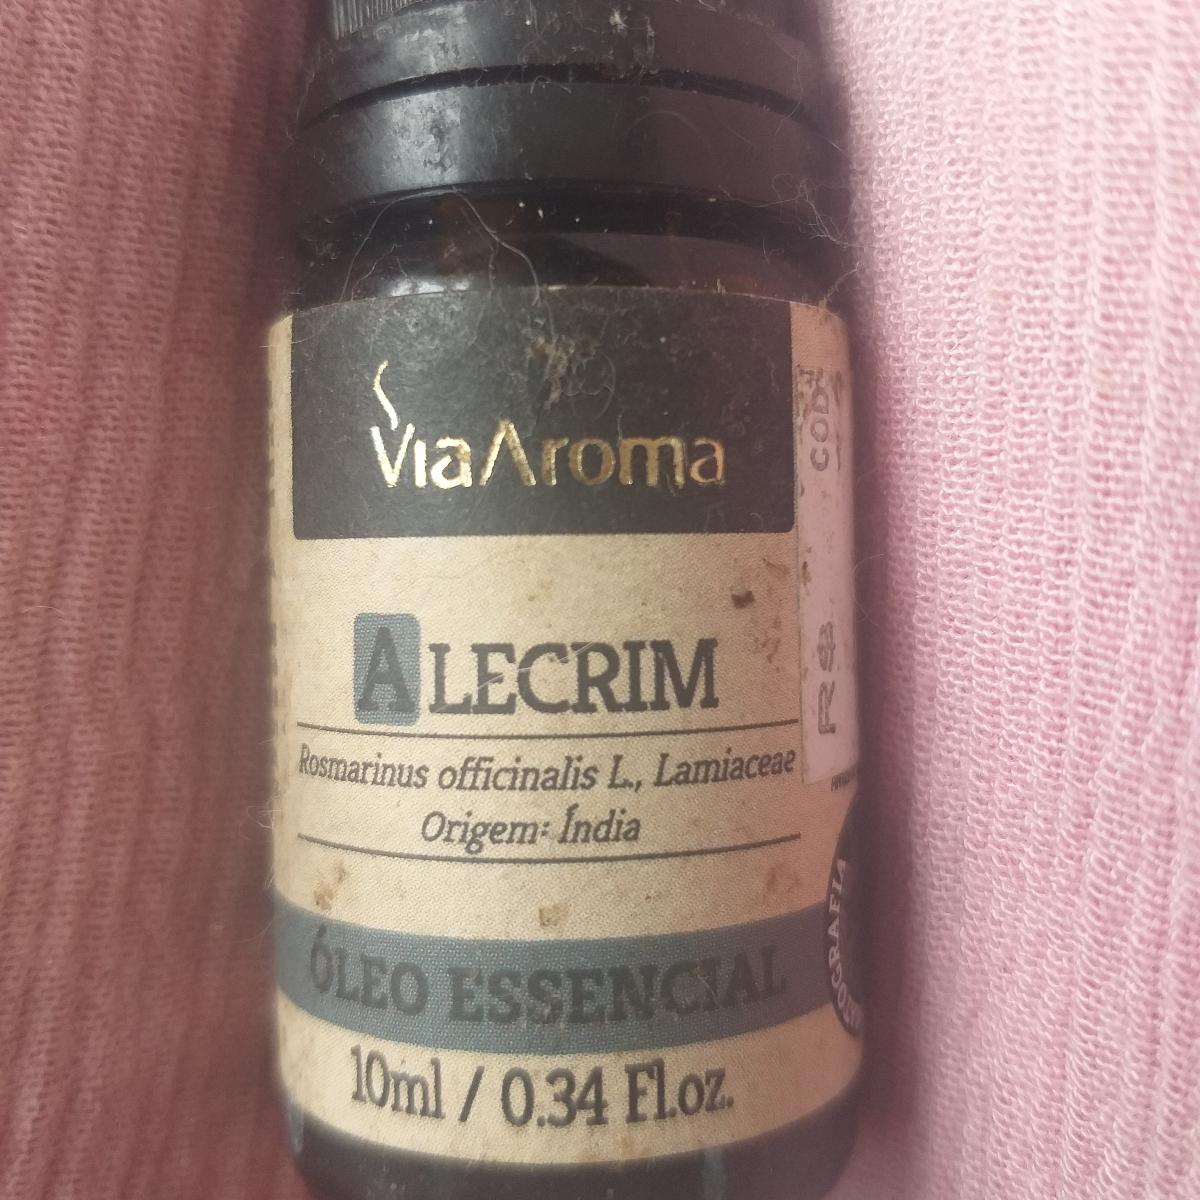 ViaAroma
ALECRIM
Rosmarinus officinalis L., Lamiaceae
Origem: Índia
ÓLEO ESSENCIAL
10ml / 0.34 Fl.oz.
R$